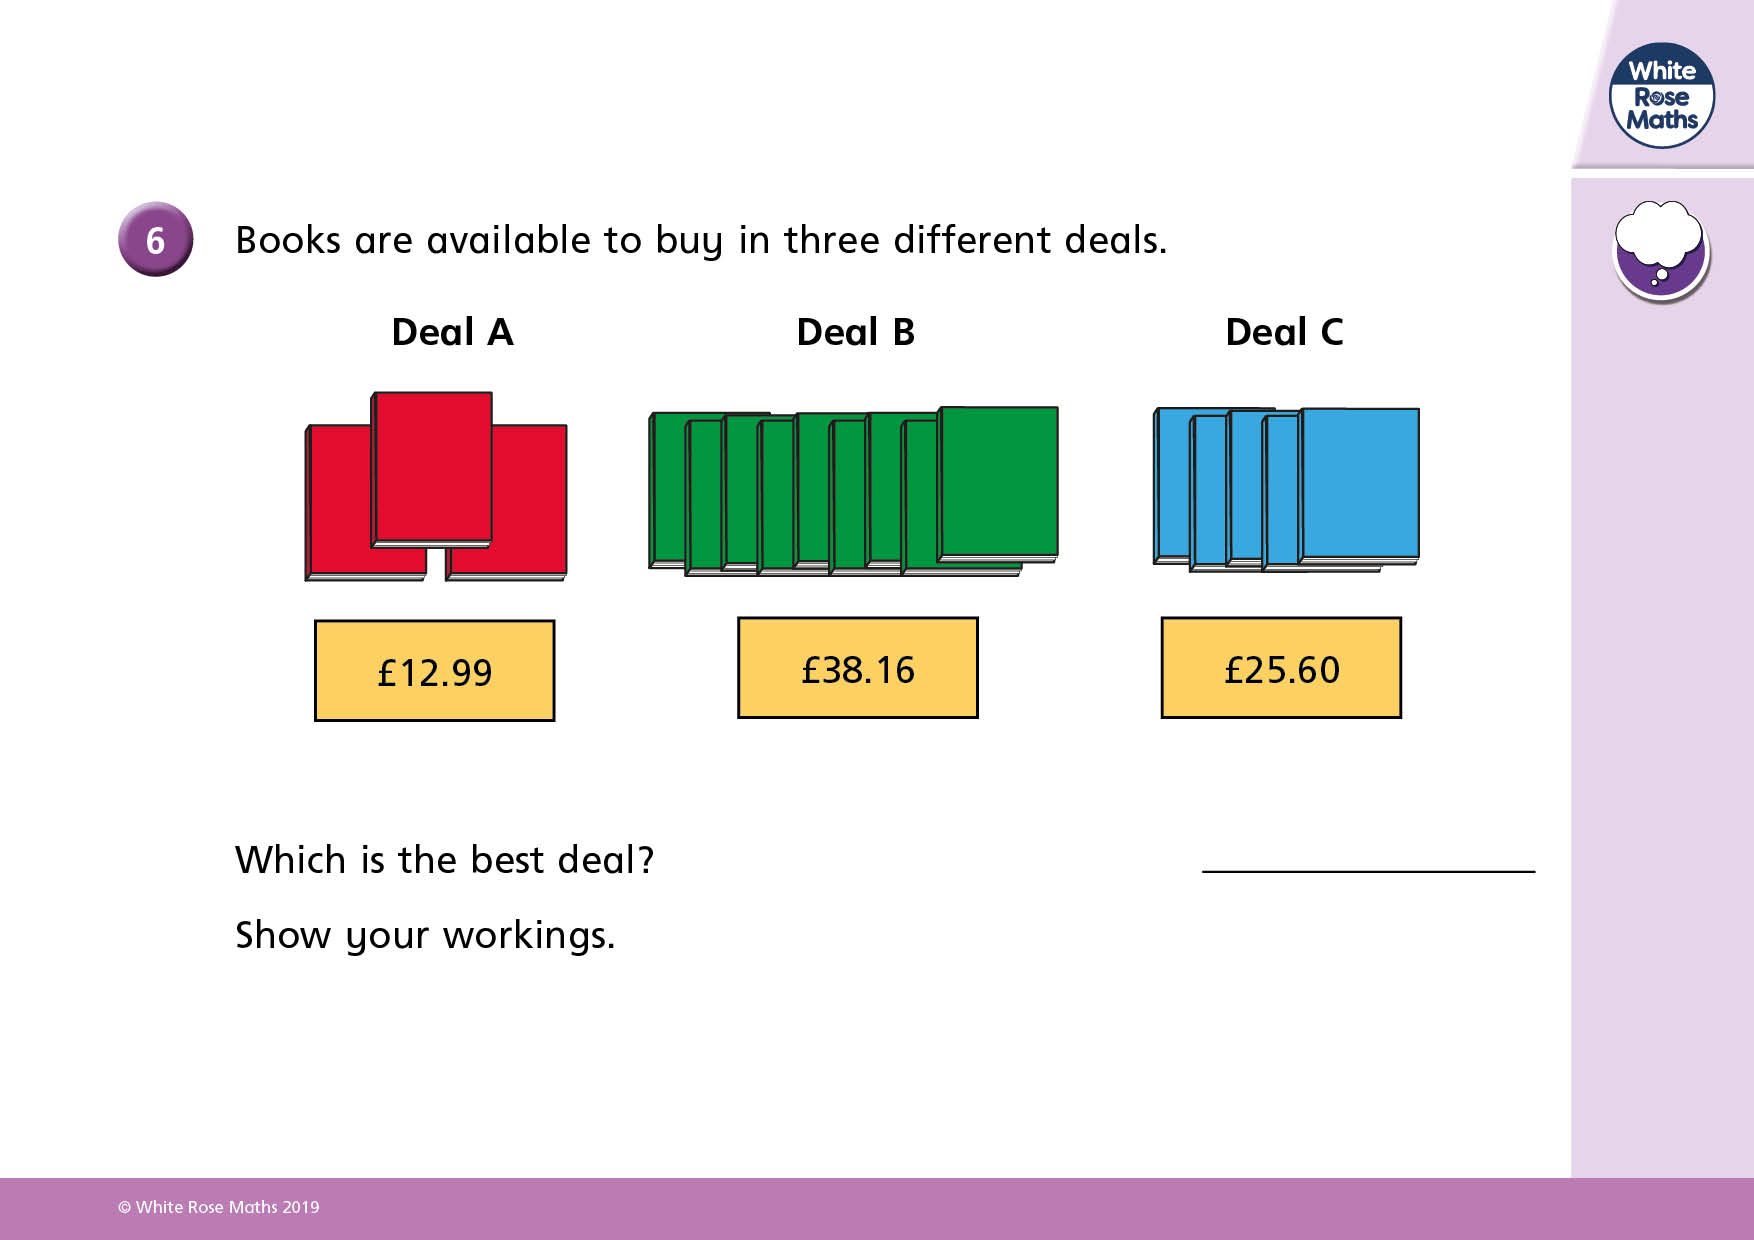 White
Rose
Maths
6 Books are available to buy in three different deals.
Deal A Deal B Deal C
£12.99 £38.16 £25.60
Which is the best deal?
Show your workings.
© White Rose Maths 2019